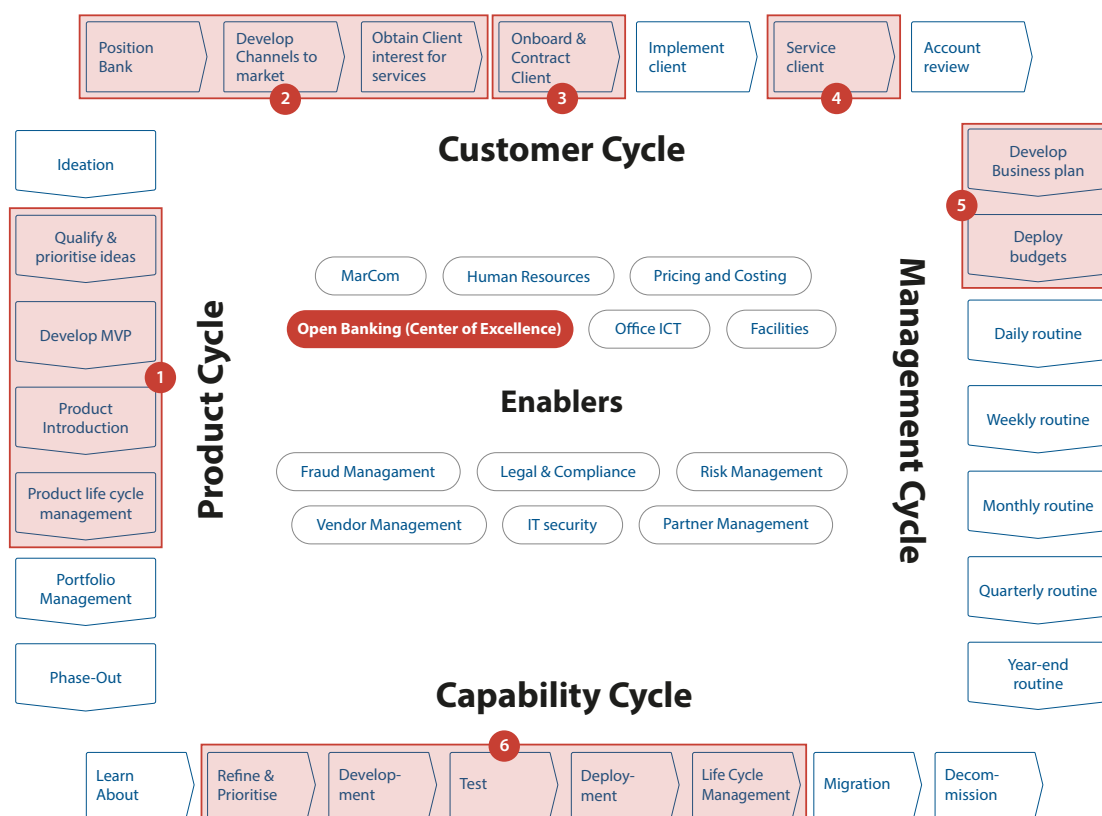 Position
Bank
Develop
Channels to
market
Obtain Client
interest for
services
Onboard &
Contract
Client
Implement
client
Service
client
Account
review
2
3
4
Customer Cycle
Ideation
Qualify &
prioritise ideas
Develop MVP
1
Product
Introduction
Product life cycle
management
Portfolio
Management
Phase-Out
Product Cycle
MarCom
Human Resources
Pricing and Costing
Open Banking (Center of Excellence)
Office ICT
Facilities
Enablers
Fraud Managament
Legal & Compliance
Risk Management
Vendor Management
IT security
Partner Management
Management Cycle
Develop
Business plan
5
Deploy
budgets
Daily routine
Weekly routine
Monthly routine
Quarterly routine
Year-end
routine
Capability Cycle
6
Learn
About
Refine &
Prioritise
Develop-
ment
Test
Deploy-
ment
Life Cycle
Management
Migration
Decom-
mission